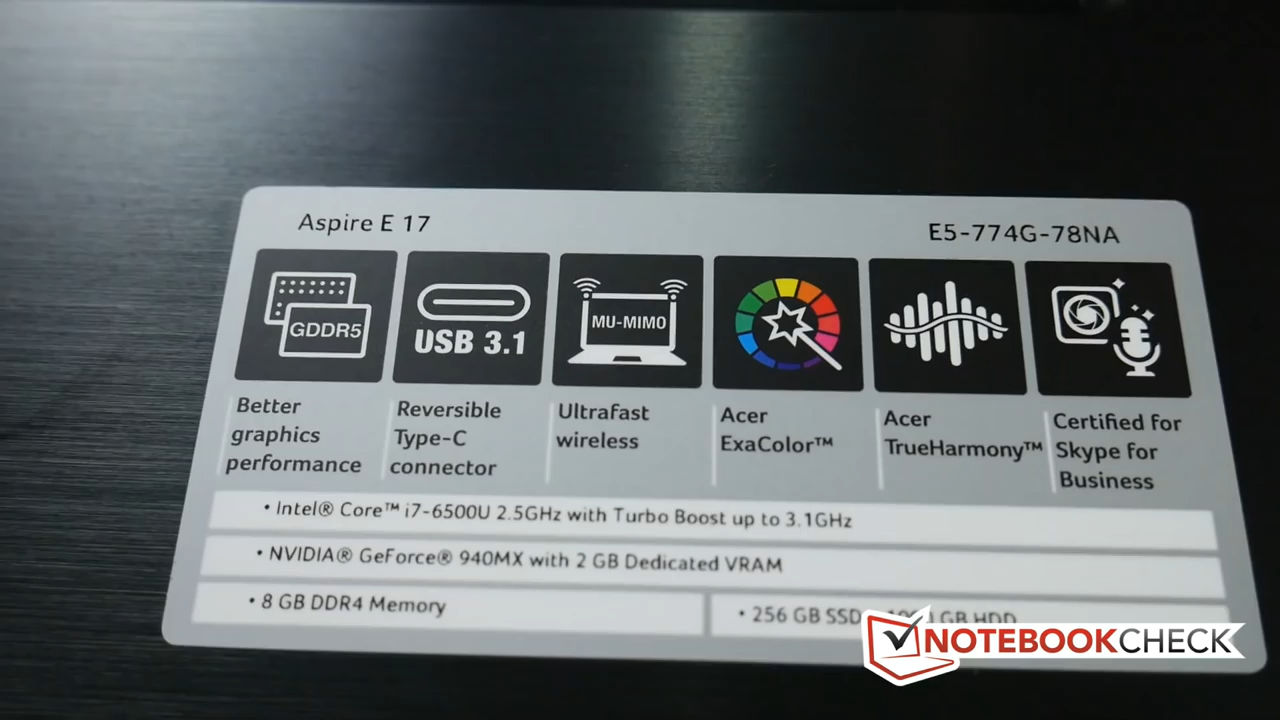 Aspire E 17
E5-774G-78NA
GDDR5
USB 3.1
MU-MIMO
Better
graphics
performance
Reversible
Type-C
connector
Ultrafast
wireless
Acer
ExaColor™
Acer
TrueHarmony™
Certified for
Skype for
Business
• Intel® Core™ i7-6500U 2.5GHz with Turbo Boost up to 3.1GHz
• NVIDIA® GeForce® 940MX with 2 GB Dedicated VRAM
• 8 GB DDR4 Memory
• 256 GB SSD GB HDD
NOTEBOOKCHECK